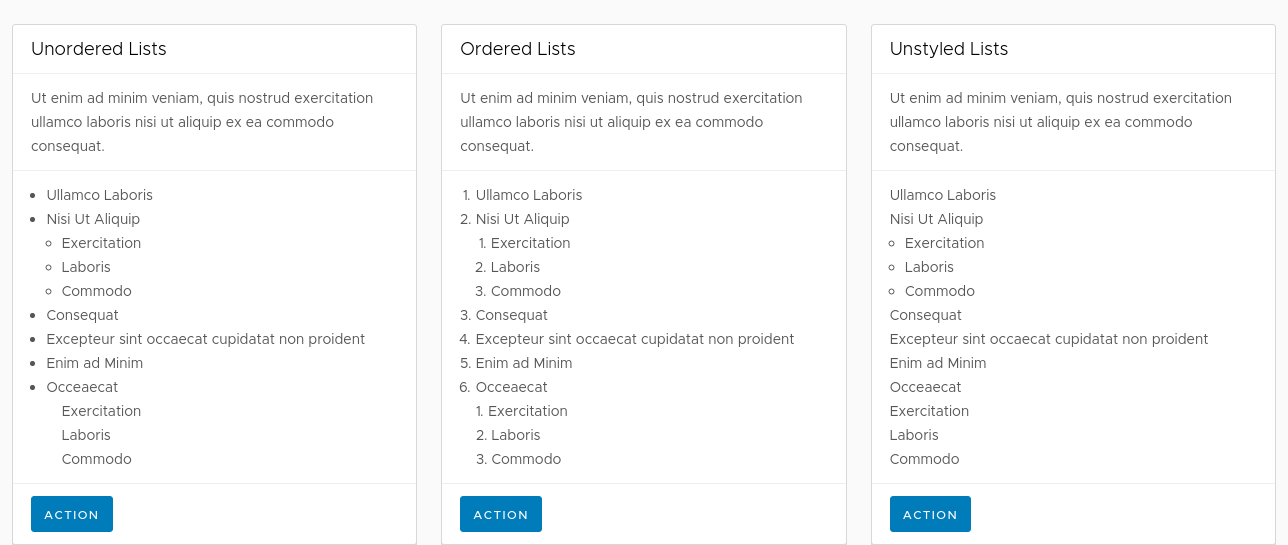 Unordered Lists
Ut enim ad minim veniam, quis nostrud exercitation
ullamco laboris nisi ut aliquip ex ea commodo
consequat.
Ullamco Laboris
Nisi Ut Aliquip
Exercitation
Laboris
Commodo
Consequat
Excepteur sint occaecat cupidatat non proident
Enim ad Minim
Occeaecat
Exercitation
Laboris
Commodo
ACTION
Ordered Lists
Ut enim ad minim veniam, quis nostrud exercitation
ullamco laboris nisi ut aliquip ex ea commodo
consequat.
1. Ullamco Laboris
2. Nisi Ut Aliquip
1. Exercitation
2. Laboris
3. Commodo
3. Consequat
4. Excepteur sint occaecat cupidatat non proident
5. Enim ad Minim
6. Occeaecat
1. Exercitation
2. Laboris
3. Commodo
ACTION
Unstyled Lists
Ut enim ad minim veniam, quis nostrud exercitation
ullamco laboris nisi ut aliquip ex ea commodo
consequat.
Ullamco Laboris
Nisi Ut Aliquip
Exercitation
Laboris
Commodo
Consequat
Excepteur sint occaecat cupidatat non proident
Enim ad Minim
Occeaecat
Exercitation
Laboris
Commodo
ACTION